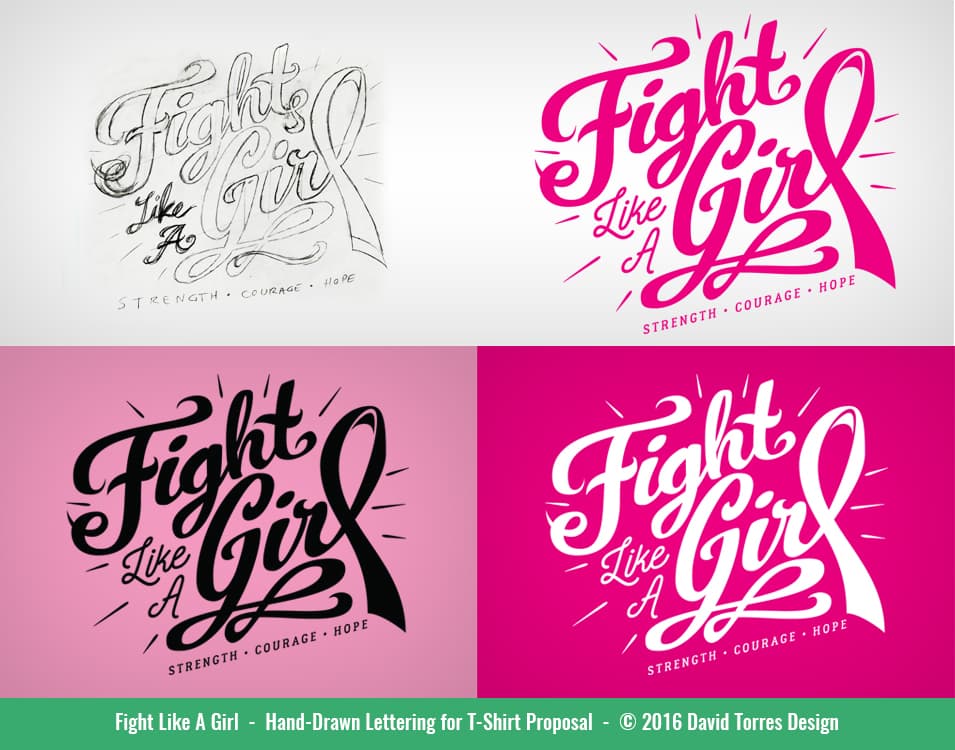 Fight
Girl
Like
A
STRENGTH · COURAGE · HOPE
Fight
Girl
Like
A
STRENGTH · COURAGE · HOPE
Fight
Girl
Like
A
STRENGTH · COURAGE · HOPE
Fight
Girl
Like
A
STRENGTH · COURAGE · HOPE
Fight Like A Girl - Hand-Drawn Lettering for T-Shirt Proposal - © 2016 David Torres Design